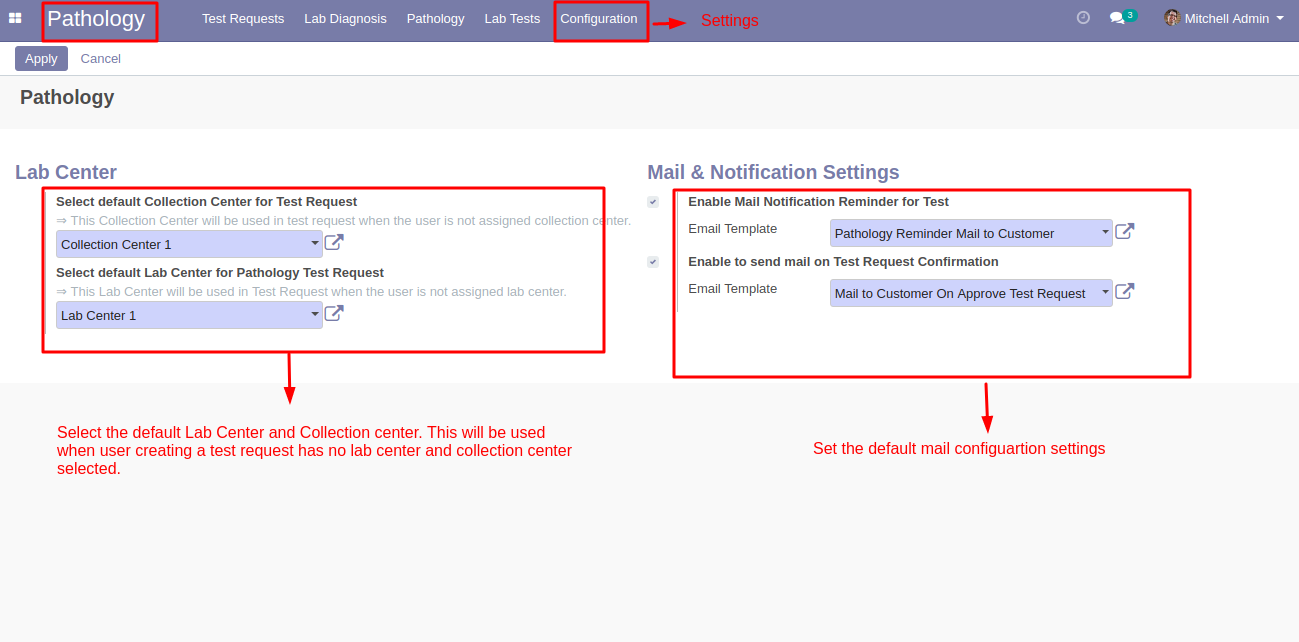 Pathology Test Requests Lab Diagnosis Pathology Lab Tests Configuration Settings 3 Mitchell Admin
Apply Cancel
Pathology
Lab Center
Select default Collection Center for Test Request
⇒ This Collection Center will be used in test request when the user is not assigned collection center.
Collection Center 1
Select default Lab Center for Pathology Test Request
⇒ This Lab Center will be used in Test Request when the user is not assigned lab center.
Lab Center 1
Mail & Notification Settings
Enable Mail Notification Reminder for Test
Email Template Pathology Reminder Mail to Customer
Enable to send mail on Test Request Confirmation
Email Template Mail to Customer On Approve Test Request
Select the default Lab Center and Collection center. This will be used
when user creating a test request has no lab center and collection center
selected.
Set the default mail configuartion settings